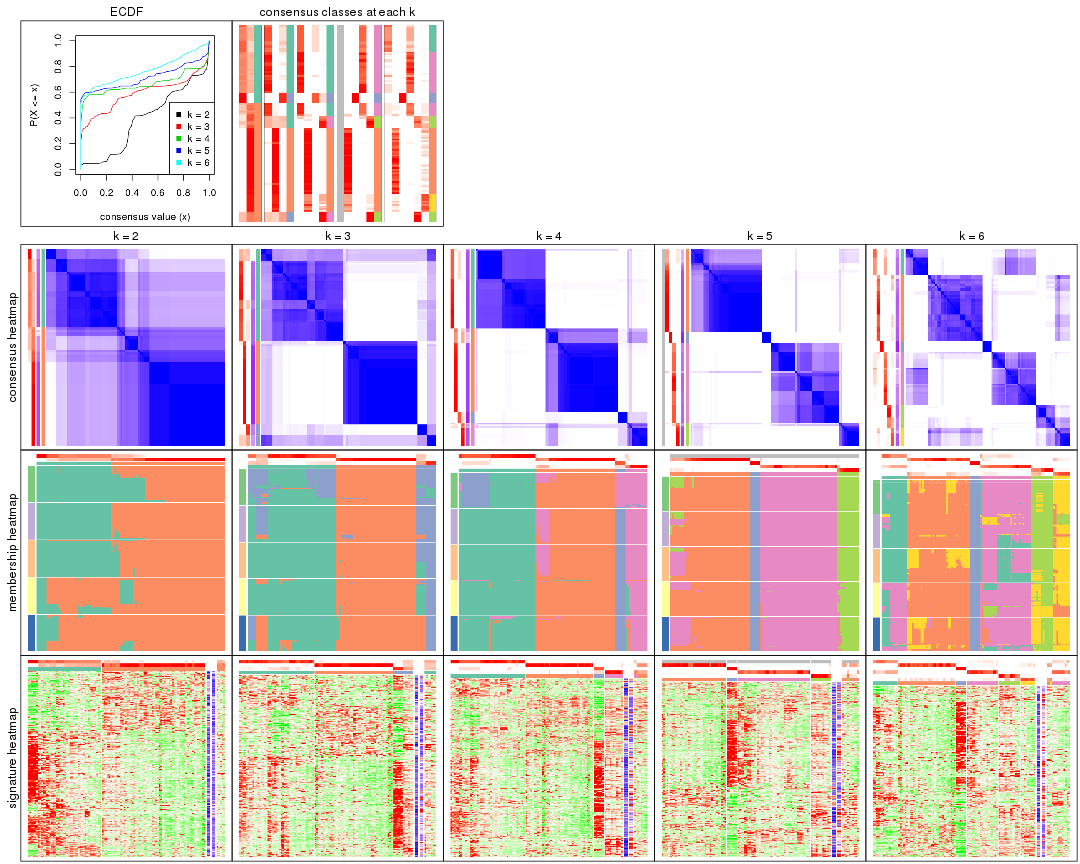 ECDF
consensus classes at each k
P(X <= x)
0.0
0.2
0.4
0.6
0.8
1.0
k = 2
k = 3
k = 4
k = 5
k = 6
0.0 0.2 0.4 0.6 0.8 1.0
consensus value (x)
k = 2
k = 3
k = 4
k = 5
k = 6
consensus heatmap
membership heatmap
signature heatmap